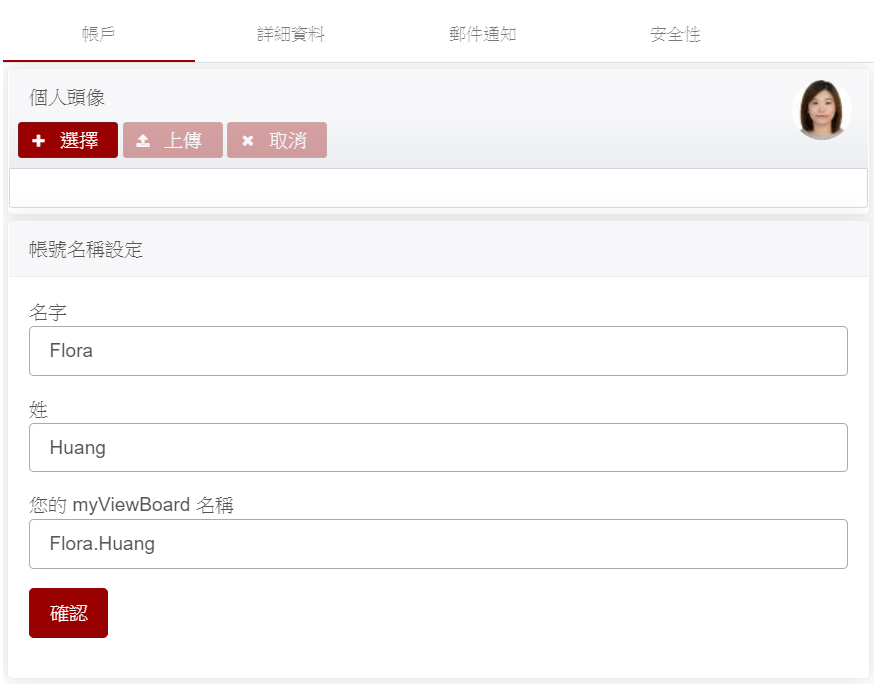 帳戶 詳細資料 郵件通知 安全性
個人頭像
選擇 上傳 取消
帳號名稱設定
名字
Flora
姓
Huang
您的 myViewBoard 名稱
Flora.Huang
確認